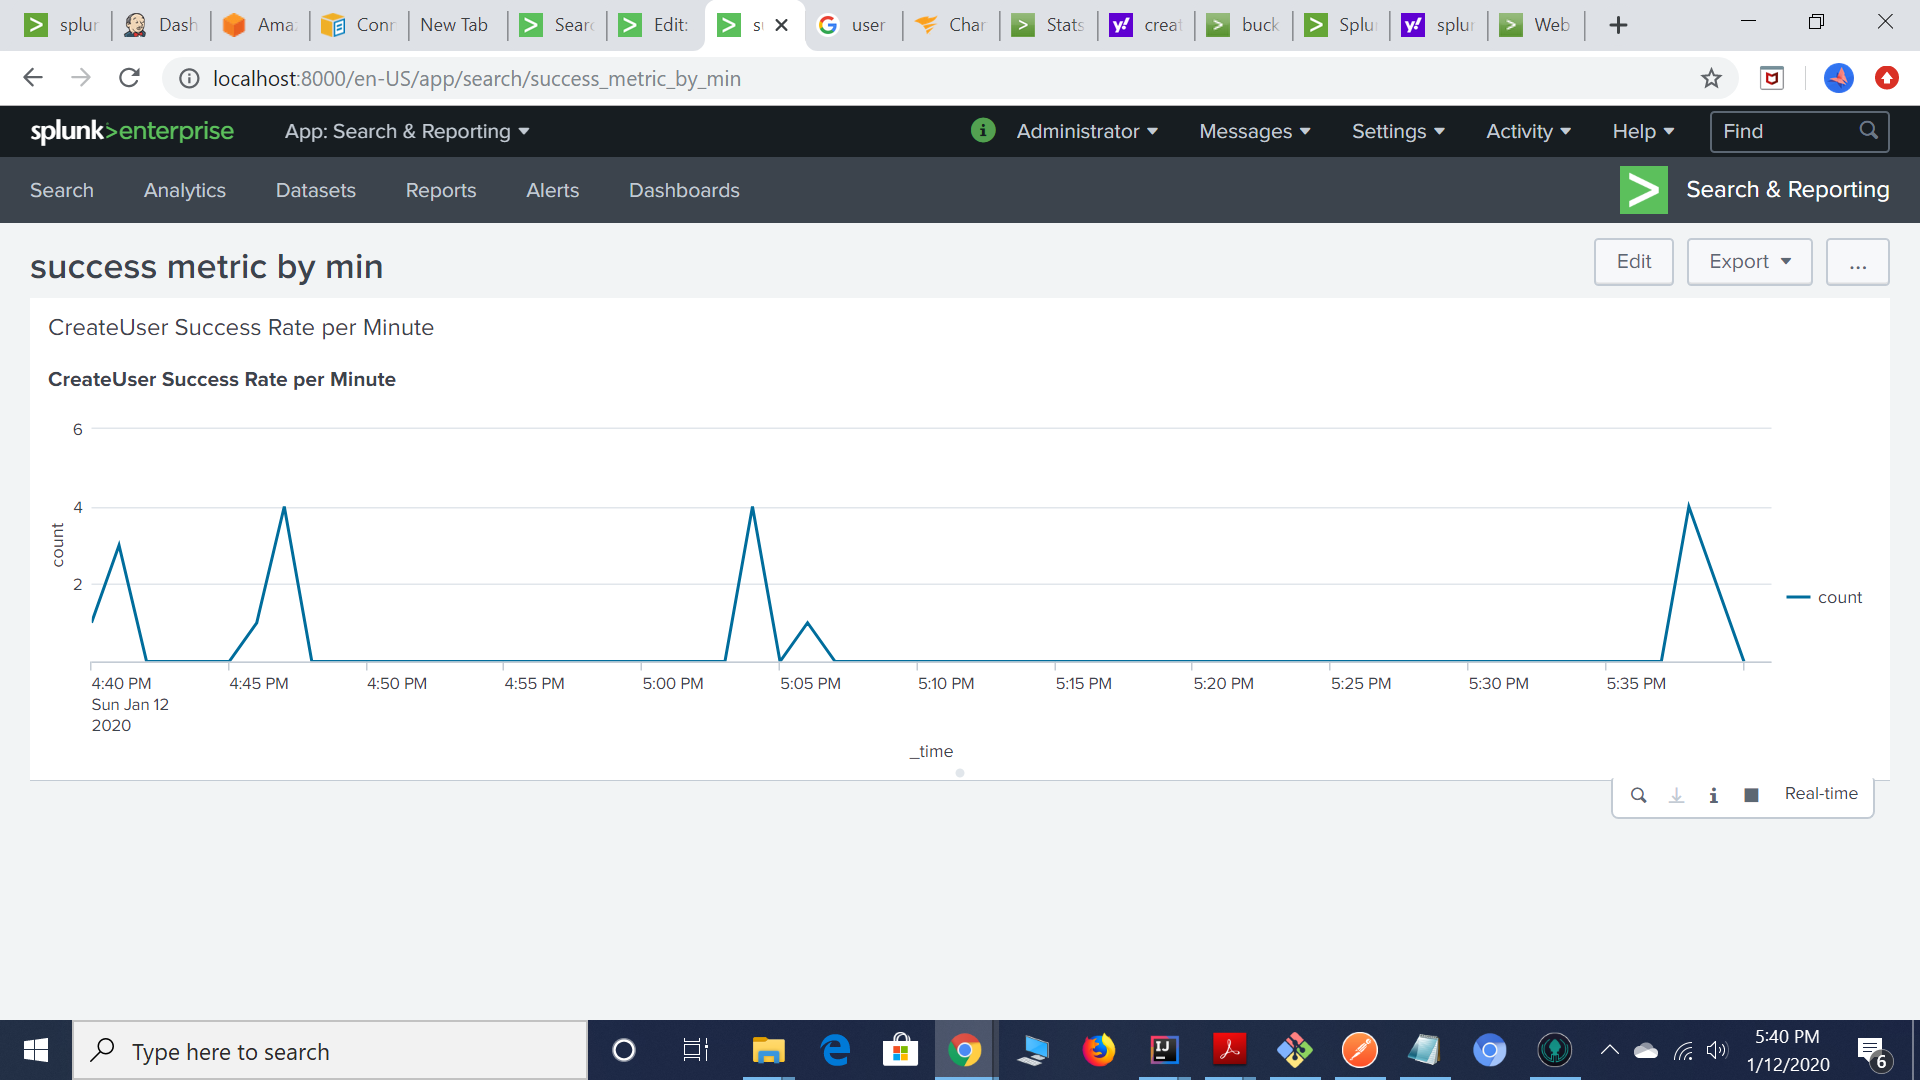 splur Dash Ama Conr New Tab Sear Edit: su user Char Stats creat buck Splu splur Web
localhost:8000/en-US/app/search/success_metric_by_min
splunk>enterprise App: Search & Reporting Administrator Messages Settings Activity Help Find
Search Analytics Datasets Reports Alerts Dashboards Search & Reporting
success metric by min
Edit Export ...
CreateUser Success Rate per Minute
CreateUser Success Rate per Minute
6
4
2
count
count
4:40 PM 4:45 PM 4:50 PM 4:55 PM 5:00 PM 5:05 PM 5:10 PM 5:15 PM 5:20 PM 5:25 PM 5:30 PM 5:35 PM
Sun Jan 12
2020
_time
Real-time
Type here to search
5:40 PM
1/12/2020
6